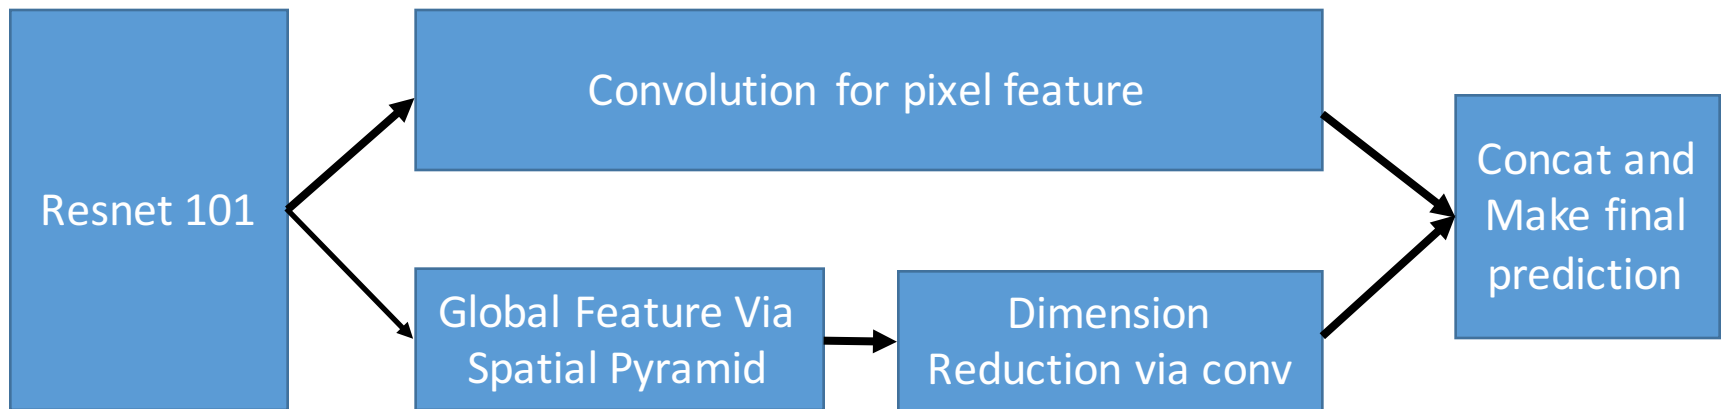 Resnet 101
Convolution for pixel feature
Global Feature Via
Spatial Pyramid
Dimension
Reduction via conv
Concat and
Make final
prediction